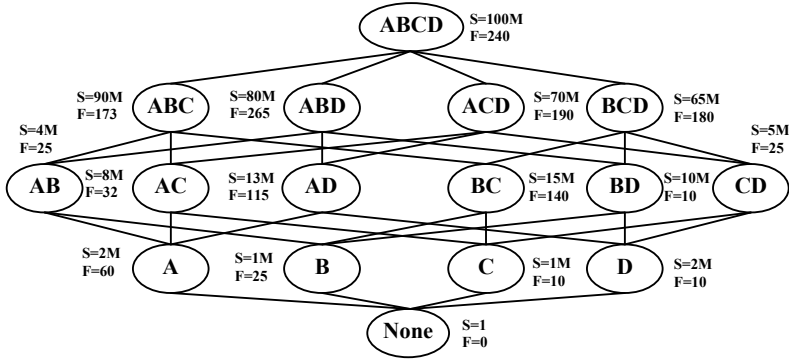 ABCD
S=100M
F=240
S=90M
F=173
ABC
S=80M
F=265
ABD
ACD
S=70M
F=190
BCD
S=65M
F=180
S=4M
F=25
S=5M
F=25
AB
S=8M
F=32
AC
S=13M
F=115
AD
BC
S=15M
F=140
BD
S=10M
F=10
CD
S=2M
F=60
A
S=1M
F=25
B
C
S=1M
F=10
D
S=2M
F=10
None
S=1
F=0